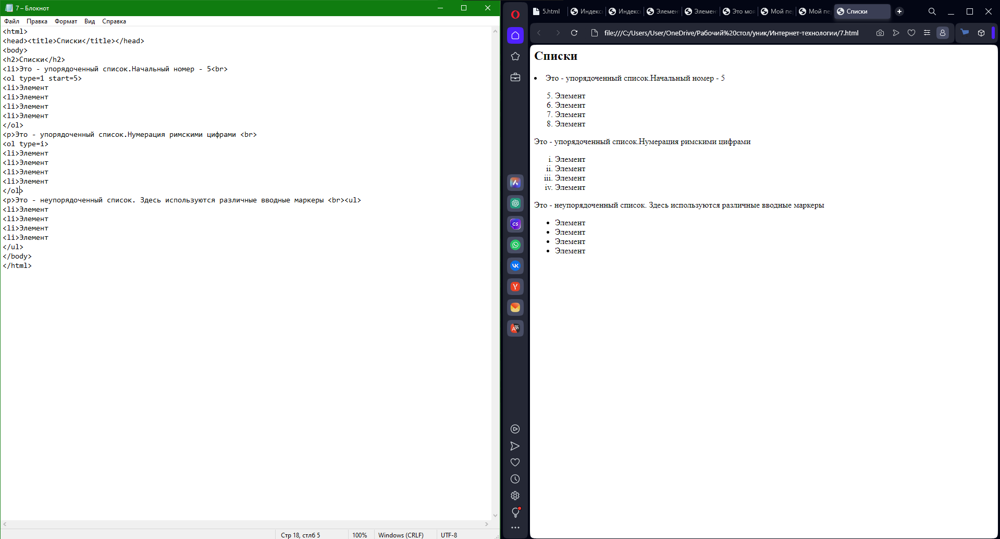 7 – Блокнот
Файл Правка Формат Вид Справка
<html>
<head><title>Списки</title></head>
<body>
<h2>Списки</h2>
<li>Это - упорядоченный список.Начальный номер - 5<br>
<ol type=1 start=5>
<li>Элемент
<li>Элемент
<li>Элемент
<li>Элемент
</ol>
<p>Это - упорядоченный список.Нумерация римскими цифрами <br>
<ol type=i>
<li>Элемент
<li>Элемент
<li>Элемент
<li>Элемент
</ol>
<p>Это - неупорядоченный список. Здесь используются различные вводные маркеры <br><ul>
<li>Элемент
<li>Элемент
<li>Элемент
<li>Элемент
</ul>
</body>
</html>
Стр 18, стлб 5 100% Windows (CRLF) UTF-8
5.html Индекс Индекс Элемен Элемен Это моя Мой пе Мой пе Списки
file:///C:/Users/User/OneDrive/Рабочий%20стол/уник/Интернет-технологии/7.html
CS
Списки
• Это - упорядоченный список.Начальный номер - 5
5. Элемент
6. Элемент
7. Элемент
8. Элемент
Это - упорядоченный список.Нумерация римскими цифрами
i. Элемент
ii. Элемент
iii. Элемент
iv. Элемент
Это - неупорядоченный список. Здесь используются различные вводные маркеры
• Элемент
• Элемент
• Элемент
• Элемент